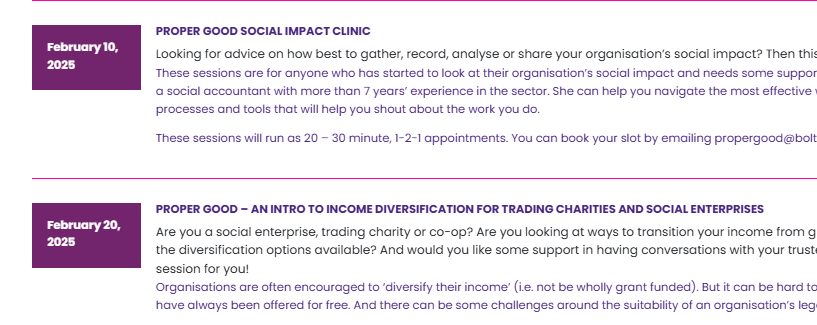 February 10,
2025
PROPER GOOD SOCIAL IMPACT CLINIC
Looking for advice on how best to gather, record, analyse or share your organisation's social impact? Then this
These sessions are for anyone who has started to look at their organisation's social impact and needs some suppor
a social accountant with more than 7 years' experience in the sector. She can help you navigate the most effective
processes and tools that will help you shout about the work you do.
These sessions will run as 20 – 30 minute, 1-2-1 appointments. You can book your slot by emailing propergood@bolt
February 20,
2025
PROPER GOOD – AN INTRO TO INCOME DIVERSIFICATION FOR TRADING CHARITIES AND SOCIAL ENTERPRISES
Are you a social enterprise, trading charity or co-op? Are you looking at ways to transition your income from g
the diversification options available? And would you like some support in having conversations with your truste
session for you!
Organisations are often encouraged to 'diversify their income' (i.e. not be wholly grant funded). But it can be hard to
have always been offered for free. And there can be some challenges around the suitability of an organisation's leg